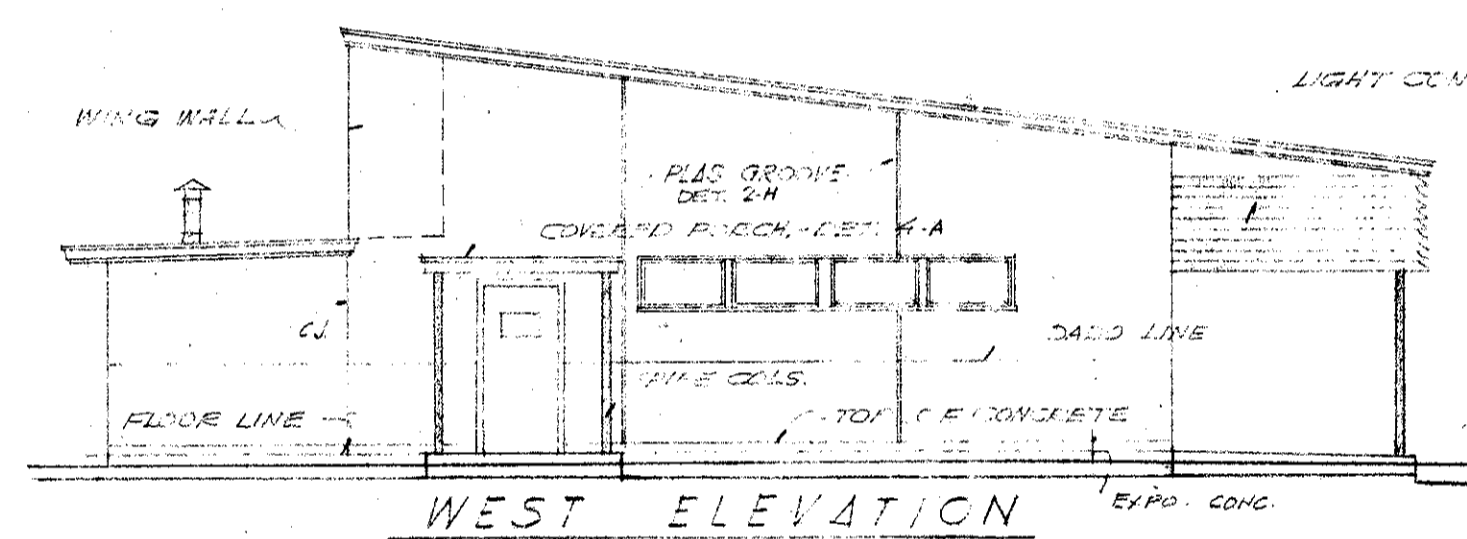 LIGHT CON
WING WALL
PLAS GROOVE
DET. 2-H
COVERED PORCH, - DET. 4-A
C.J.
DADO LINE
PIPE COLS.
FLOOR LINE
TOP OF CONCRETE
EXPO. CONC.
WEST ELEVATION